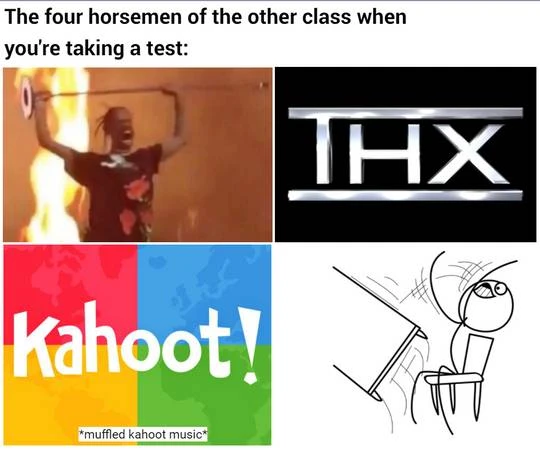 The four horsemen of the other class when
you're taking a test:
THX
Kahoot!
*muffled kahoot music*